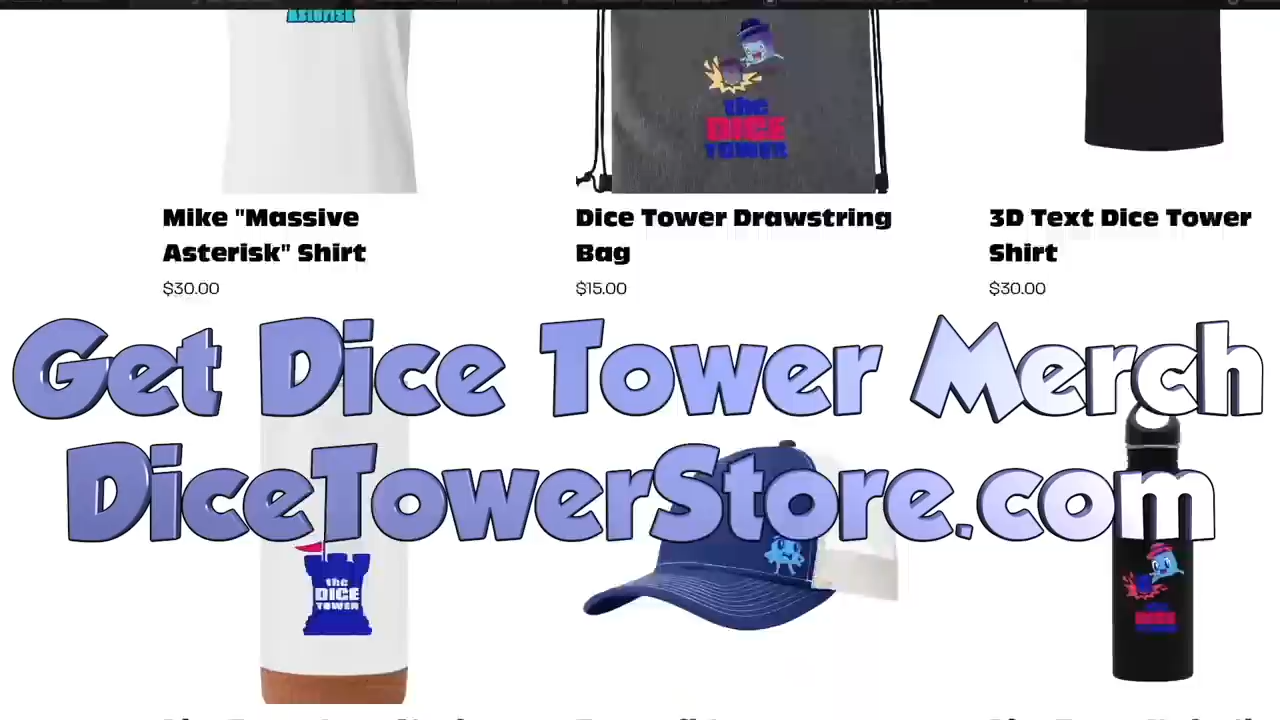 Asterisk
the
DICE
TOWER
Mike "Massive
Asterisk" Shirt
$30.00
Dice Tower Drawstring
Bag
$15.00
3D Text Dice Tower
Shirt
$30.00
Get Dice Tower Merch
DiceTowerStore.com
the
DICE
TOWER